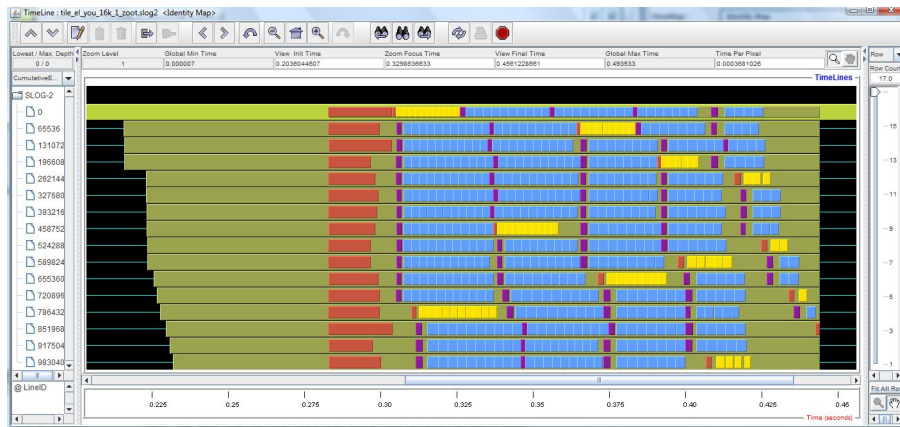 TimeLine : tile_el_you_16k_1_zoot.slog2 <Identity Map>
Lowest / Max. Depth
0 / 0
Zoom Level
1
Global Min Time
0.000007
View Init Time
0.2036044607
Zoom Focus Time
0.3298636633
View Final Time
0.4561228661
Global Max Time
0.493533
Time Per Pixel
0.0003681026
Row
Row Coun
17.0
CumulativeE...
TimeLines
SLOG-2
0
65536
131072
196608
262144
327680
393216
458752
524288
589824
655360
720896
786432
851968
917504
983040
15
13
11
9
7
5
3
1
@ LineID
0.225
0.25
0.275
0.30
0.325
0.35
0.375
0.40
0.425
0.45
Time (seconds)
Fit All Ro